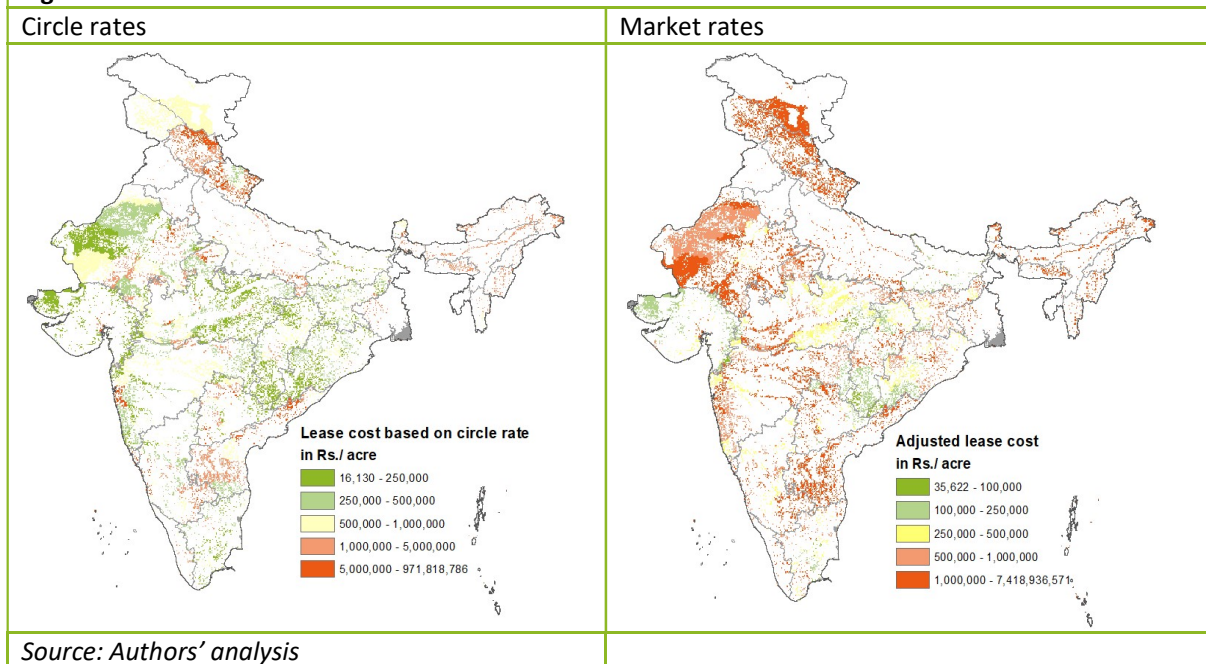 Circle rates
Market rates
Lease cost based on circle rate
in Rs./ acre
16,130 - 250,000
250,000 - 500,000
500,000 - 1,000,000
1,000,000 - 5,000,000
5,000,000 - 971,818,786
Adjusted lease cost
in Rs./ acre
35,622 - 100,000
100,000 - 250,000
250,000 - 500,000
500,000 - 1,000,000
1,000,000 - 7,418,936,571
Source: Authors’ analysis